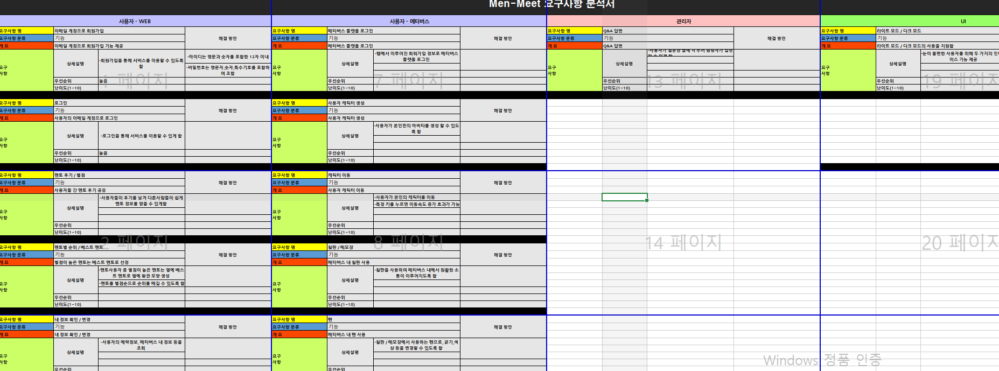 Men-Meet 요구사항 분석서
사용자 - WEB
요구사항 명 이메일 계정으로 회원가입
요구사항 분류 기능 해결 방안
개 요 이메일 계정으로 회원가입 기능 제공
요구
사항
상세설명
-회원가입을 통해 서비스를 이용할 수 있도록
함
-아이디는 영문과 숫자를 포함한 12자 이내
-비밀번호는 영문자,숫자,특수기호를 포함하
여 조합
우선순위 높음
난이도(1~10)
1 페이지
요구사항 명 로그인
요구사항 분류 기능 해결 방안
개 요 사용자의 이메일 계정으로 로그인
요구
사항
상세설명
-로그인을 통해 서비스를 이용할 수 있게 함
우선순위 높음
난이도(1~10)
요구사항 명 멘토 후기 / 별점
요구사항 분류 기능 해결 방안
개 요 사용자들 간 멘토 후기 공유
요구
사항
상세설명
-사용자들이 후기를 남겨 다른사람들이 쉽게
멘토 정보를 얻을 수 있게함
우선순위
난이도(1~10)
2 페이지
요구사항 명 멘토별 순위 / 베스트 멘토
요구사항 분류 기능 해결 방안
개 요 별점이 높은 멘토는 베스트 멘토로 선정
요구
사항
상세설명
-멘토사용자 중 별점이 높은 멘토는 옆에 베스
트 멘토로 옆에 왕관 모양 생성
-멘토를 별점순으로 순위를 매길 수 있도록 함
우선순위
난이도(1~10)
요구사항 명 내 정보 확인 / 변경
요구사항 분류 기능 해결 방안
개 요 내 정보 확인 / 변경
요구
사항
상세설명
-사용자의 예약정보,메타버스 내 정보 등을
조회
우선순위
사용자 - 메타버스
요구사항 명 메타버스 플랫폼 로그인
요구사항 분류 기능 해결 방안
개 요 메타버스 플랫폼 로그인
요구
사항
상세설명
-웹에서 이루어진 회워가입 정보로 메타버스
플랫폼 로그인
우선순위
난이도(1~10)
7 페이지
요구사항 명 사용자 캐릭터 생성
요구사항 분류 기능 해결 방안
개 요 사용자 캐릭터 생성
요구
사항
상세설명
-사용자가 본인만의 아바타를 생성 할 수 있도
록 함
우선순위
난이도(1~10)
요구사항 명 캐릭터 이동
요구사항 분류 기능 해결 방안
개 요 사용자 캐릭터 이동
요구
사항
상세설명
-사용자가 본인의 캐릭터를 이동
-특정 키를 누르면 이동속도 증가 효과가 가능
우선순위
난이도(1~10)
8 페이지
요구사항 명 칠판 / 메모장
요구사항 분류 기능 해결 방안
개 요 메타버스 내 칠판 사용
요구
사항
상세설명
-칠판을 사용하여 메타버스 내에서 원활한 소
통이 이루어지도록 함
우선순위
난이도(1~10)
요구사항 명 펜
요구사항 분류 기능 해결 방안
개 요 메타버스 내 펜 사용
요구
사항
상세설명
-칠판 / 메모장에서 사용하는 펜으로, 굵기,색
상 등을 변경할 수 있도록 함
우선순위
관리자
요구사항 명 Q&A 답변
요구사항 분류 기능 해결 방안
개 요 Q&A 답변
요구
사항
상세설명
우선순위
난이도(1~10)
13 페이지
14 페이지
UI
요구사항 명 라이트 모드 / 다크 모드
요구사항 분류 기능
개 요 라이트 모드 / 다크 모드의 사용을 지원함
요구
사항
상세설명
-눈이 불편한 사용자를 위해 두 가지의 인
이스 기능 제공
우선순위
난이도(1~10)
19 페이지
20 페이지
Windows 정품 인증